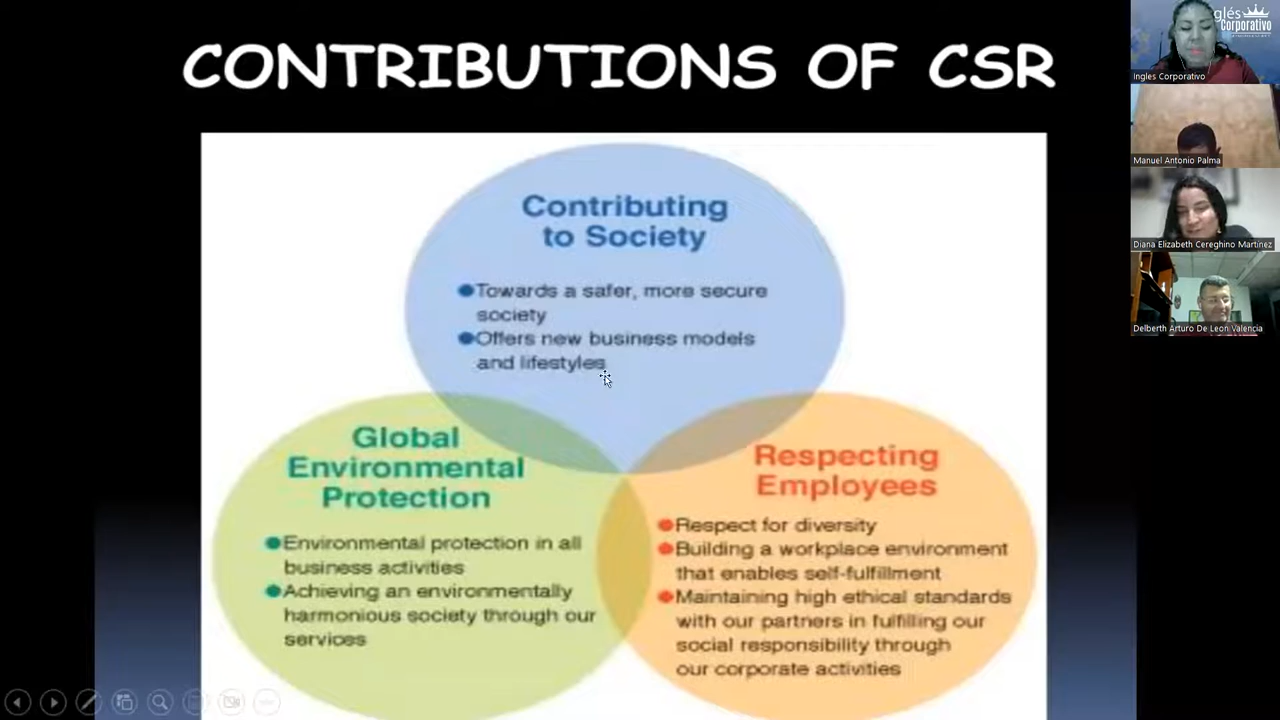 CONTRIBUTIONS OF CSR
Contributing
to Society
Towards a safer, more secure
society
Offers new business models
and lifestyles
Global
Environmental
Protection
Environmental protection in all
business activities
Achieving an environmentally
harmonious society through our
services
Respecting
Employees
Respect for diversity
Building a workplace environment
that enables self-fulfillment
Maintaining high ethical standards
with our partners in fulfilling our
social responsibility through
our corporate activities
glés
Corporativo
Ingles Corporativo
Manuel Antonio Palma
Diana Elizabeth Cereghino Martínez
Delberth Arturo De Leon Valencia